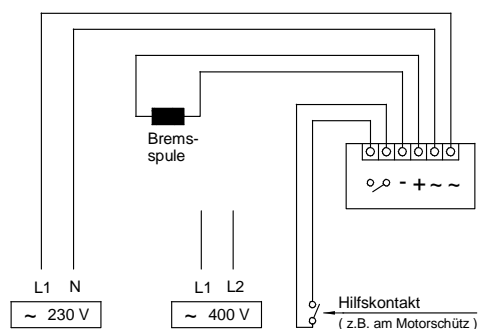 Brems-
spule
- + ~ ~
L1 N
L1 L2
~ 230 V
~ 400 V
Hilfskontakt
( z.B. am Motorschütz )